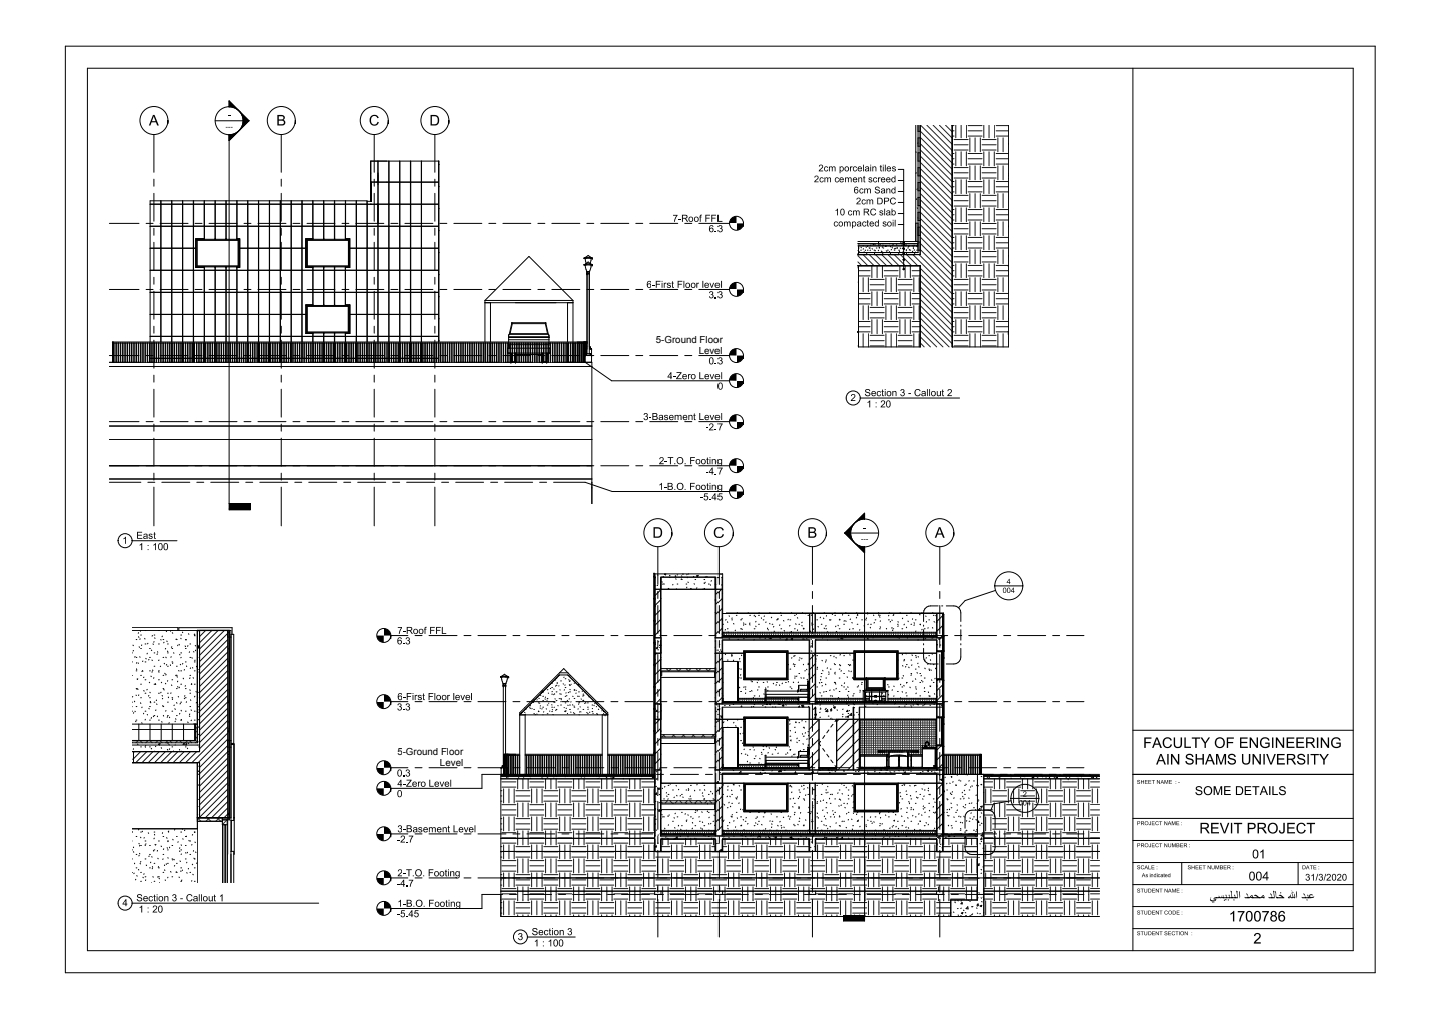 A
-
---
B
C
D
7-Roof FFL
6.3
6-First Floor level
3.3
5-Ground Floor
Level
0.3
4-Zero Level
0
3-Basement Level
-2.7
2-T.O. Footing
-4.7
1-B.O. Footing
-5.45
1
East
1 : 100
2cm porcelain tiles
2cm cement screed
6cm Sand
2cm DPC
10 cm RC slab
compacted soil
2
Section 3 - Callout 2
1 : 20
D
C
B
-
---
A
4
004
7-Roof FFL
6.3
6-First Floor level
3.3
5-Ground Floor
Level
0.3
4-Zero Level
0
3-Basement Level
-2.7
2-T.O. Footing
-4.7
1-B.O. Footing
-5.45
2
004
3
Section 3
1 : 100
4
Section 3 - Callout 1
1 : 20
FACULTY OF ENGINEERING
AIN SHAMS UNIVERSITY
SHEET NAME : -
SOME DETAILS
PROJECT NAME :
REVIT PROJECT
PROJECT NUMBER :
01
SCALE :
As indicated
SHEET NUMBER :
004
DATE :
31/3/2020
STUDENT NAME :
عبد الله خالد محمد البلبيسي
STUDENT CODE :
1700786
STUDENT SECTION :
2